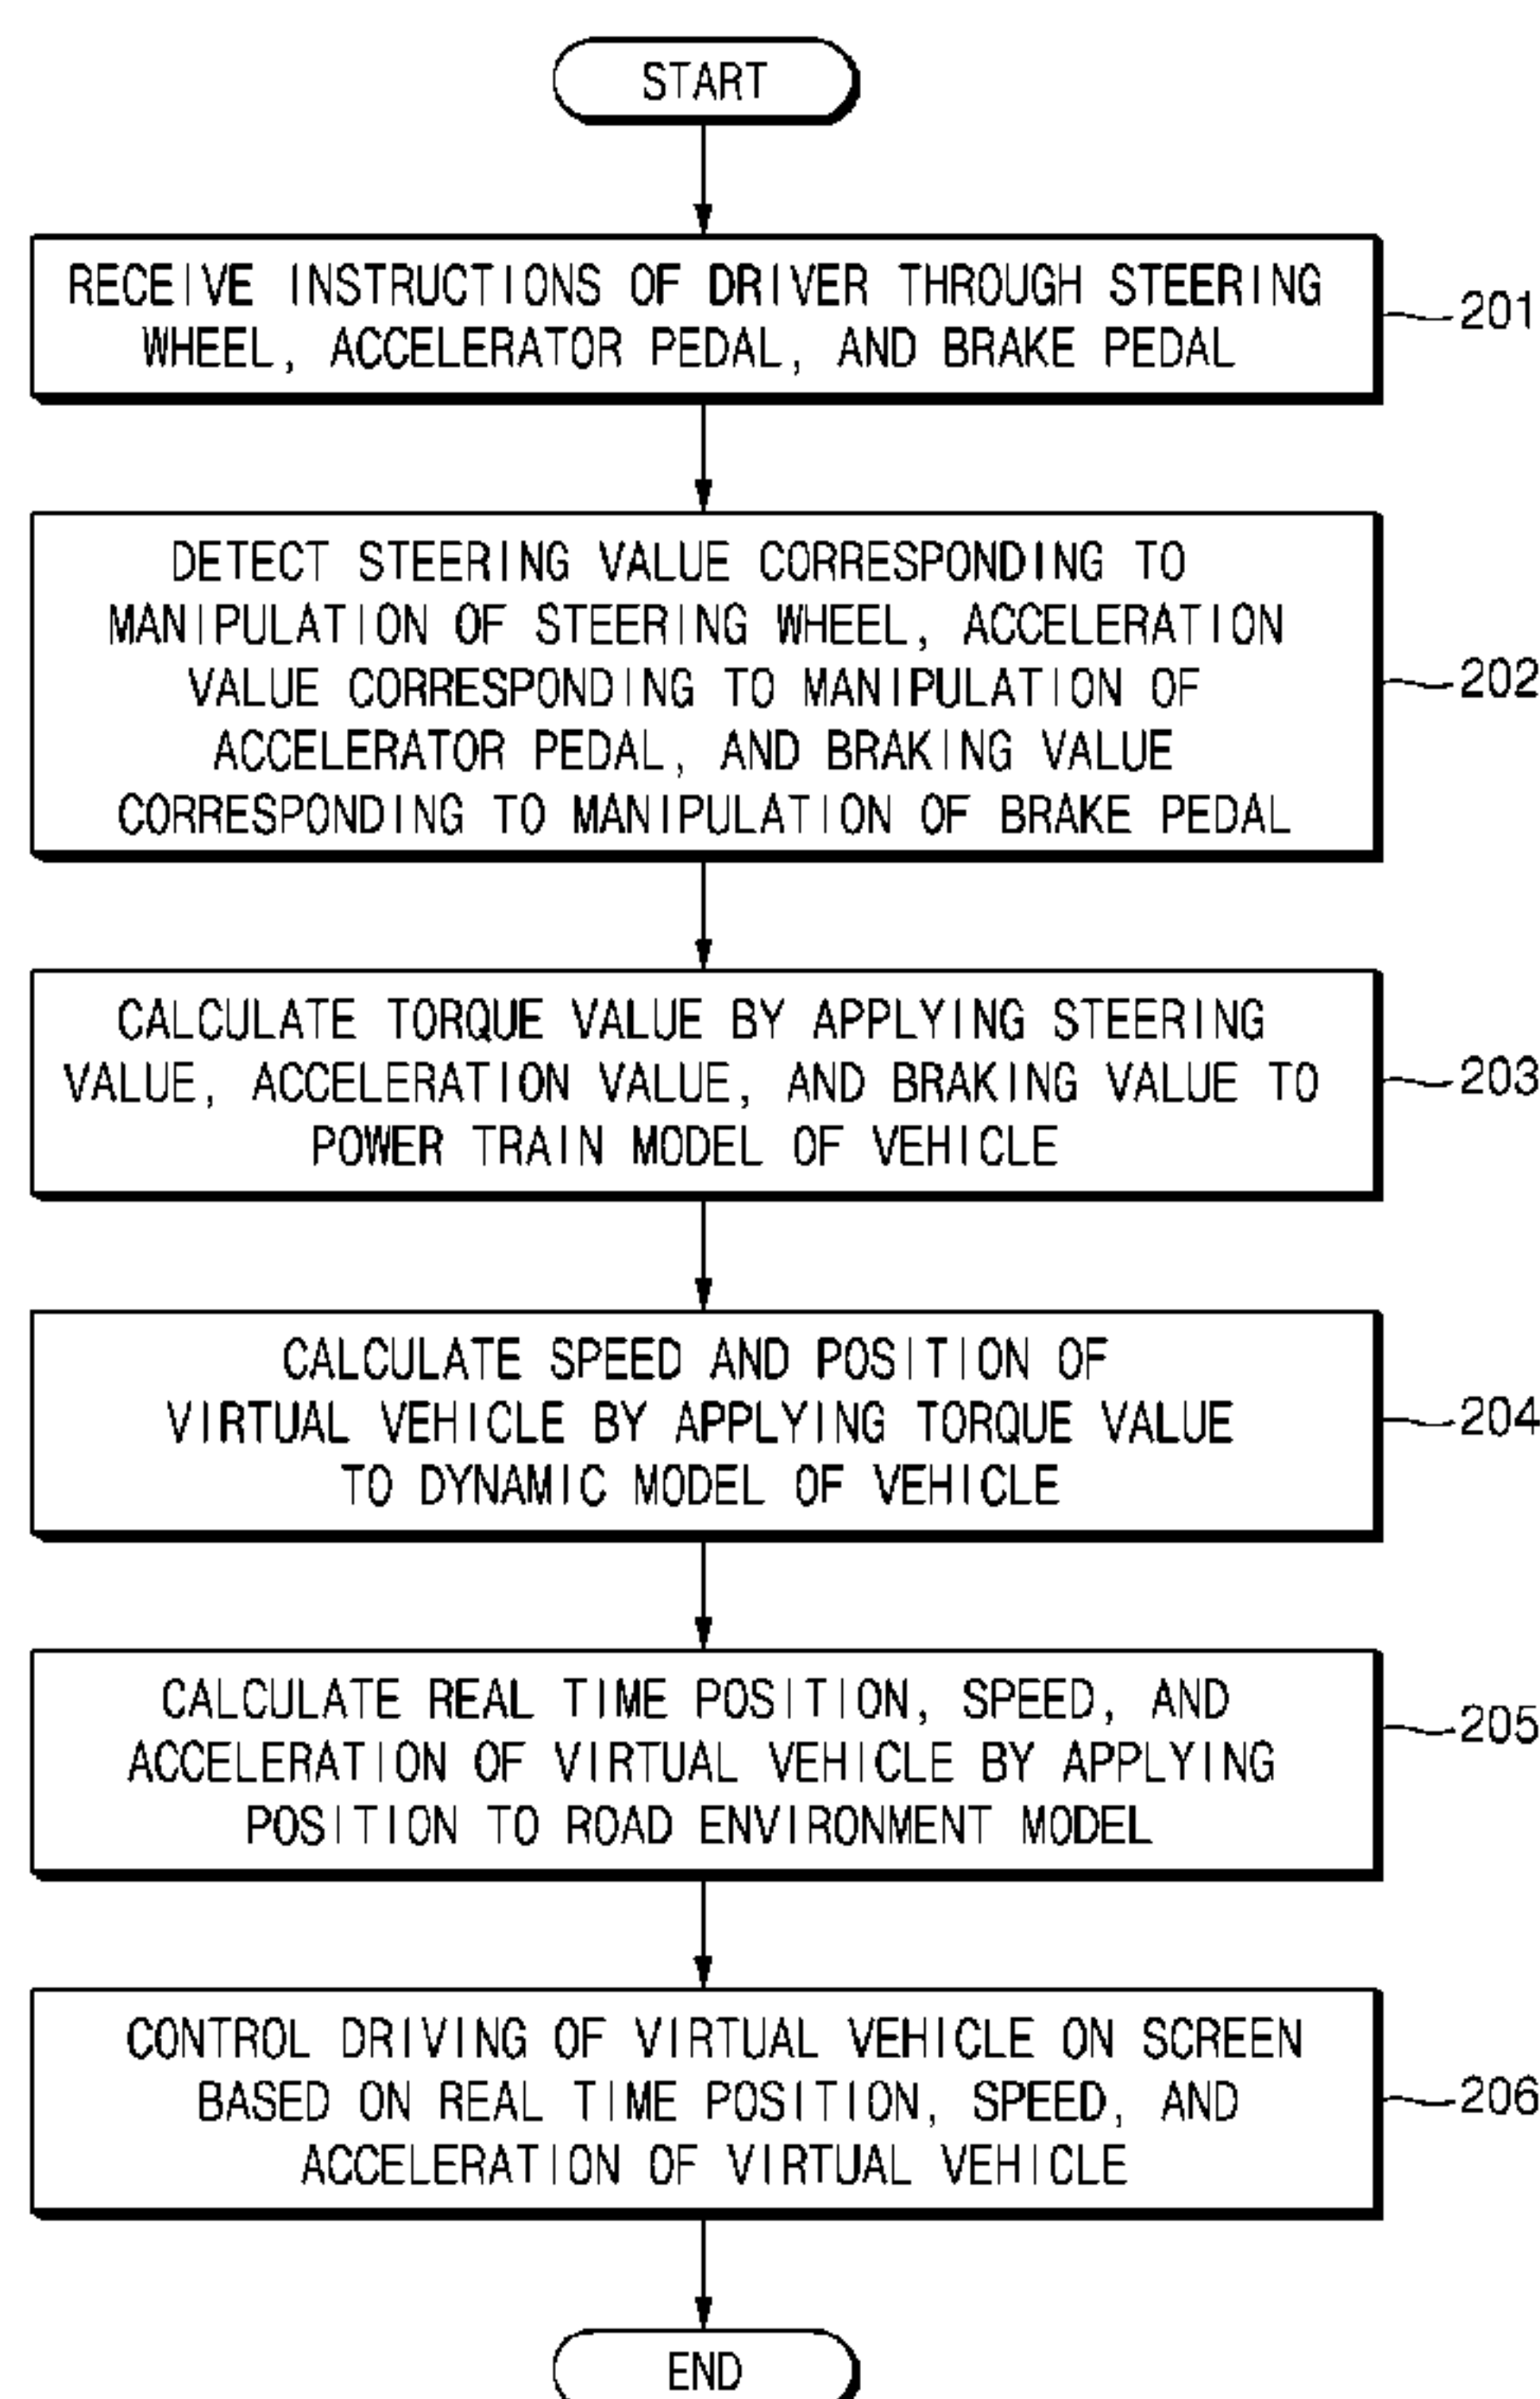 START
RECEIVE INSTRUCTIONS OF DRIVER THROUGH STEERING
WHEEL, ACCELERATOR PEDAL, AND BRAKE PEDAL
201
DETECT STEERING VALUE CORRESPONDING TO
MANIPULATION OF STEERING WHEEL, ACCELERATION
VALUE CORRESPONDING TO MANIPULATION OF
ACCELERATOR PEDAL, AND BRAKING VALUE
CORRESPONDING TO MANIPULATION OF BRAKE PEDAL
202
CALCULATE TORQUE VALUE BY APPLYING STEERING
VALUE, ACCELERATION VALUE, AND BRAKING VALUE TO
POWER TRAIN MODEL OF VEHICLE
203
CALCULATE SPEED AND POSITION OF
VIRTUAL VEHICLE BY APPLYING TORQUE VALUE
TO DYNAMIC MODEL OF VEHICLE
204
CALCULATE REAL TIME POSITION, SPEED, AND
ACCELERATION OF VIRTUAL VEHICLE BY APPLYING
POSITION TO ROAD ENVIRONMENT MODEL
205
CONTROL DRIVING OF VIRTUAL VEHICLE ON SCREEN
BASED ON REAL TIME POSITION, SPEED, AND
ACCELERATION OF VIRTUAL VEHICLE
206
END